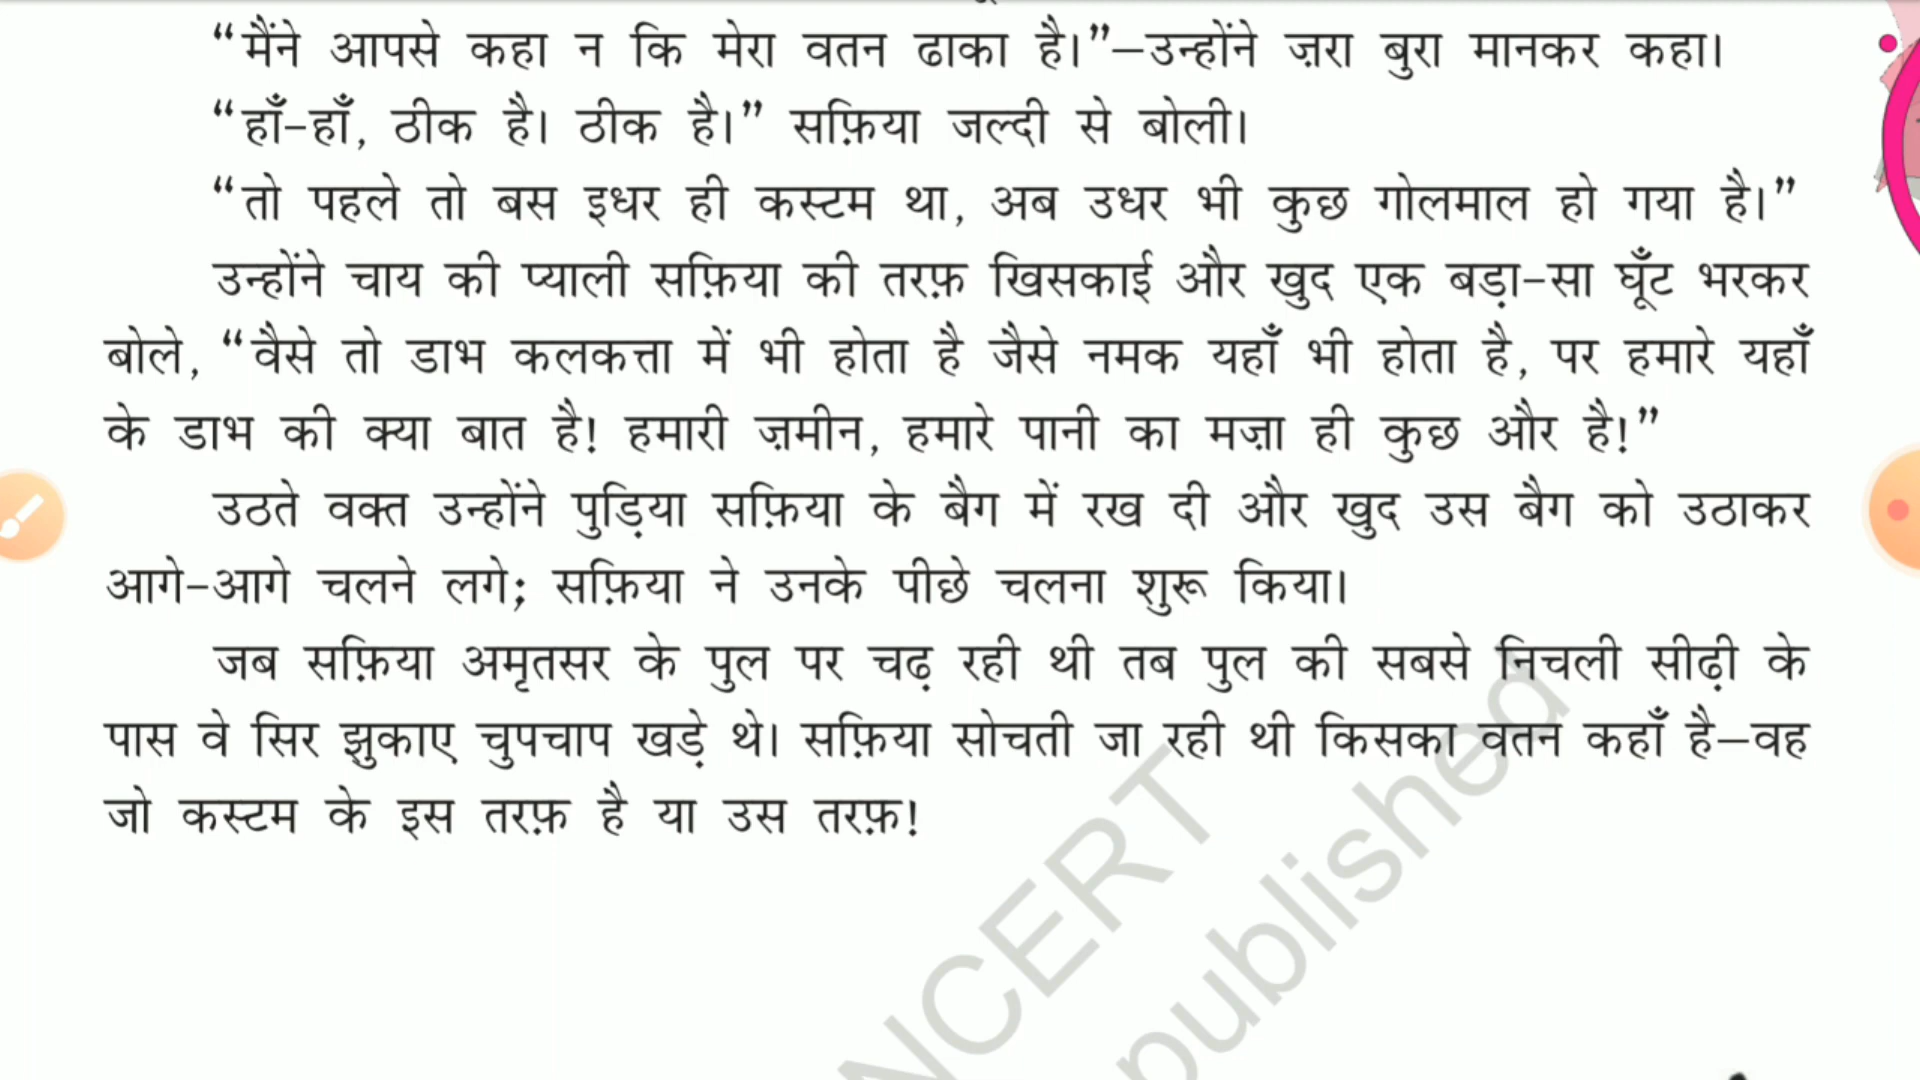 “मैंने आपसे कहा न कि मेरा वतन ढाका है।”—उन्होंने ज़रा बुरा मानकर कहा।
“हाँ-हाँ, ठीक है। ठीक है।” सफ़िया जल्दी से बोली।
“तो पहले तो बस इधर ही कस्टम था, अब उधर भी कुछ गोलमाल हो गया है।”
उन्होंने चाय की प्याली सफ़िया की तरफ़ खिसकाई और खुद एक बड़ा-सा घूँट भरकर
बोले, “वैसे तो डाभ कलकत्ता में भी होता है जैसे नमक यहाँ भी होता है, पर हमारे यहाँ
के डाभ की क्या बात है! हमारी ज़मीन, हमारे पानी का मज़ा ही कुछ और है!”
उठते वक्त उन्होंने पुड़िया सफ़िया के बैग में रख दी और खुद उस बैग को उठाकर
आगे-आगे चलने लगे; सफ़िया ने उनके पीछे चलना शुरू किया।
जब सफ़िया अमृतसर के पुल पर चढ़ रही थी तब पुल की सबसे निचली सीढ़ी के
पास वे सिर झुकाए चुपचाप खड़े थे। सफ़िया सोचती जा रही थी किसका वतन कहाँ है—वह
जो कस्टम के इस तरफ़ है या उस तरफ़!
NCERT
published